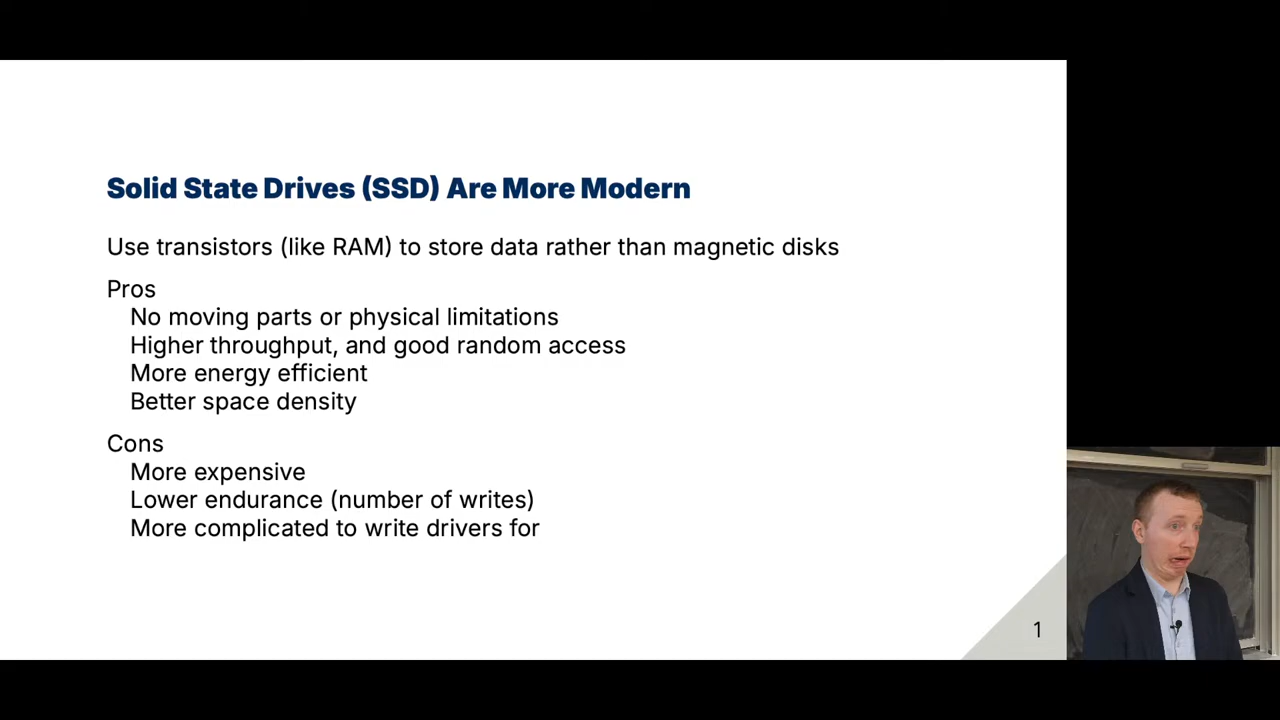 Solid State Drives (SSD) Are More Modern
Use transistors (like RAM) to store data rather than magnetic disks
Pros
No moving parts or physical limitations
Higher throughput, and good random access
More energy efficient
Better space density
Cons
More expensive
Lower endurance (number of writes)
More complicated to write drivers for
1